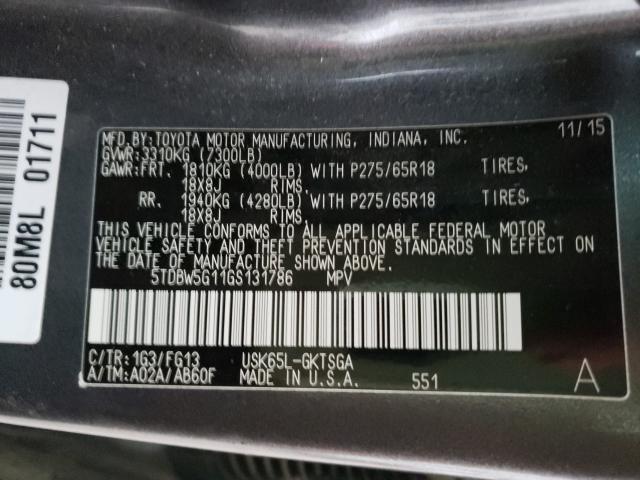 80M8L 01711
MFD.BY:TOYOTA MOTOR MANUFACTURING, INDIANA, INC. 11/15
GVWR:3310KG (7300LB)
GAWR:FRT. 1810KG (4000LB) WITH P275/65R18 TIRES,
18X8J RIMS.
RR. 1940KG (4280LB) WITH P275/65R18 TIRES,
18X8J RIMS.
THIS VEHICLE CONFORMS TO ALL APPLICABLE FEDERAL MOTOR
VEHICLE SAFETY AND THEFT PREVENTION STANDARDS IN EFFECT ON
THE DATE OF MANUFACTURE SHOWN ABOVE.
5TDBW5G11GS131786 MPV
C/TR:1G3/FG13 USK65L-GKTSGA
A/TM:A02A/AB60F MADE IN U.S.A. 551 A